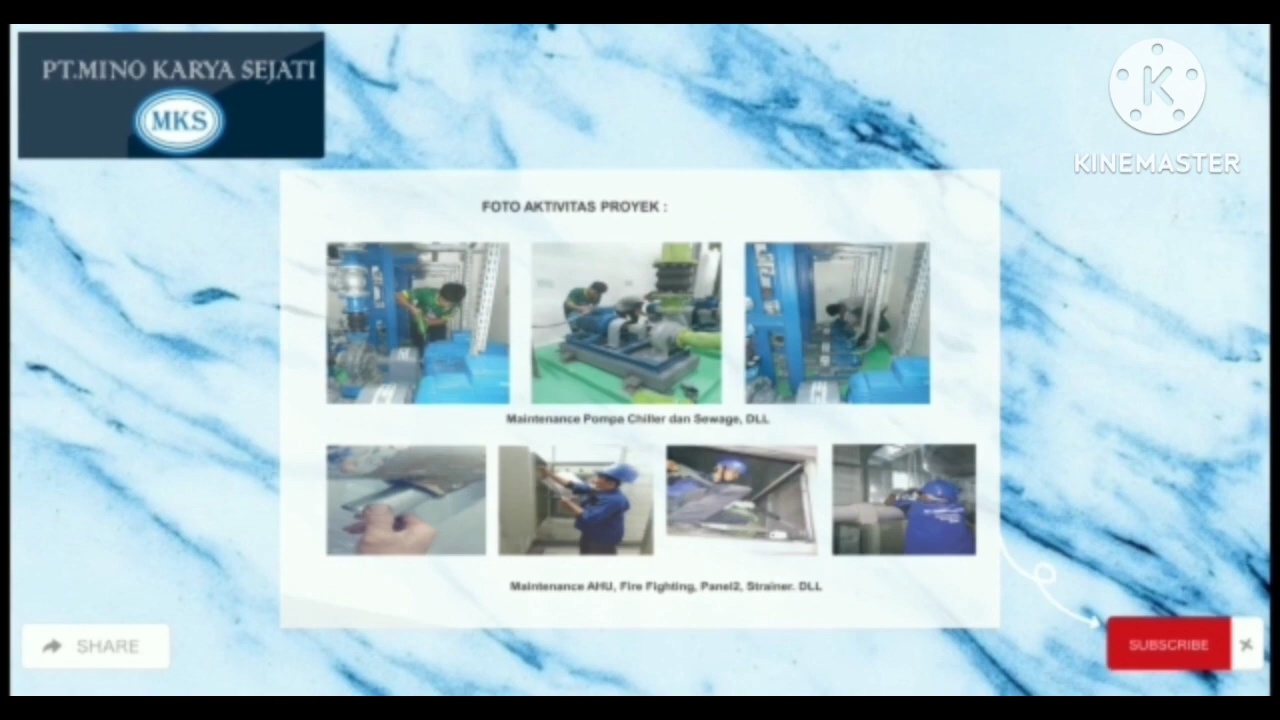 PT.MINO KARYA SEJATI
MKS
K
KINEMASTER
FOTO AKTIVITAS PROYEK :
Maintenance Pompa Chiller dan Sewage, DLL
Maintenance AHU, Fire Fighting, Panel2, Strainer. DLL
SHARE
SUBSCRIBE